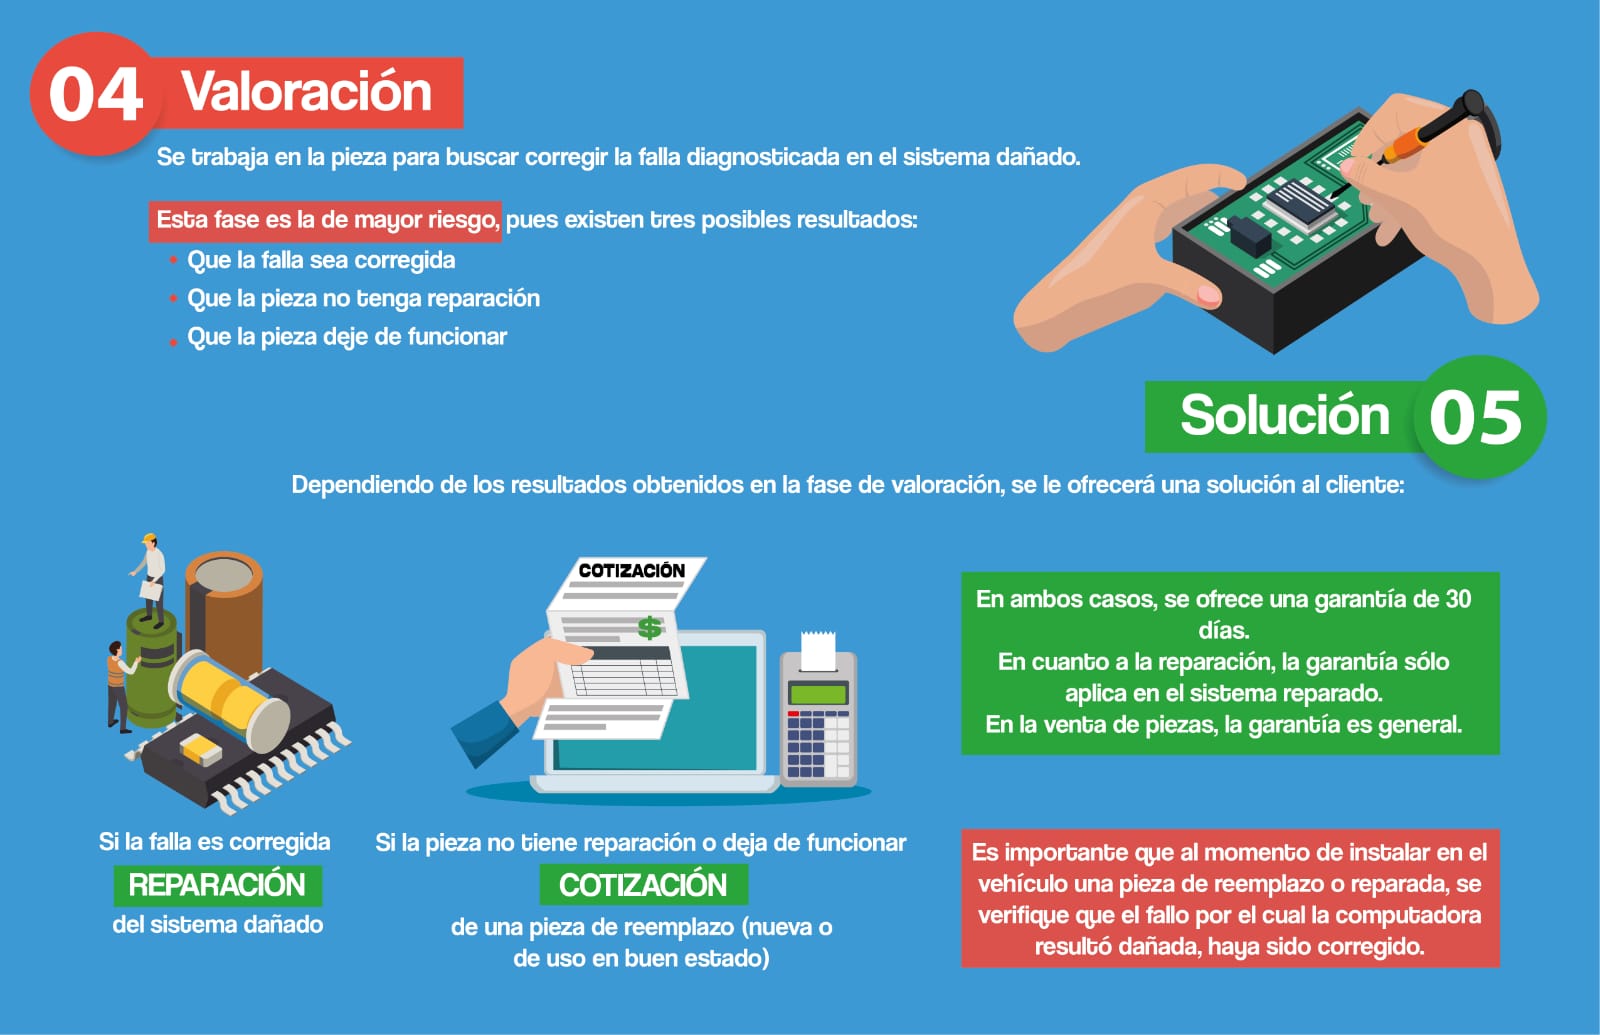 04 Valoración
Se trabaja en la pieza para buscar corregir la falla diagnosticada en el sistema dañado.
Esta fase es la de mayor riesgo, pues existen tres posibles resultados:
• Que la falla sea corregida
• Que la pieza no tenga reparación
• Que la pieza deje de funcionar
Solución 05
Dependiendo de los resultados obtenidos en la fase de valoración, se le ofrecerá una solución al cliente:
COTIZACIÓN
$
Si la falla es corregida
REPARACIÓN
del sistema dañado
Si la pieza no tiene reparación o deja de funcionar
COTIZACIÓN
de una pieza de reemplazo (nueva o
de uso en buen estado)
En ambos casos, se ofrece una garantía de 30
días.
En cuanto a la reparación, la garantía sólo
aplica en el sistema reparado.
En la venta de piezas, la garantía es general.
Es importante que al momento de instalar en el
vehículo una pieza de reemplazo o reparada, se
verifique que el fallo por el cual la computadora
resultó dañada, haya sido corregido.